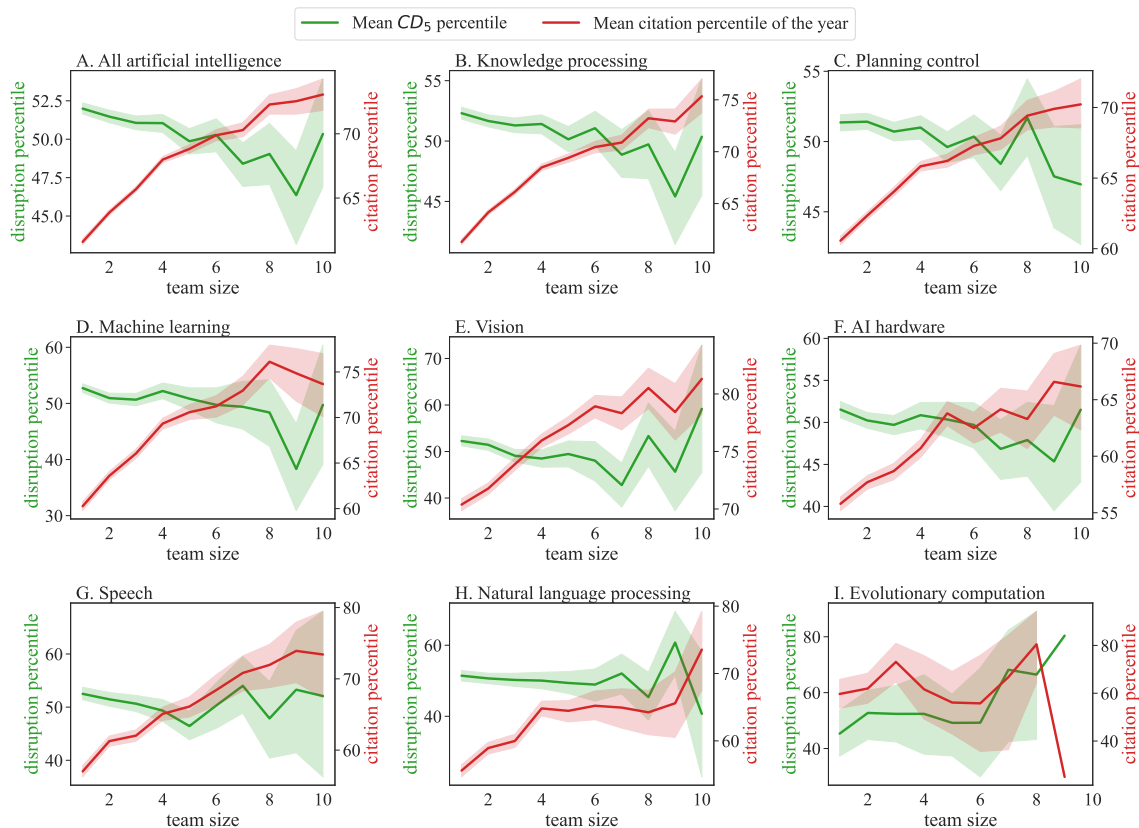 Mean CD₅ percentile Mean citation percentile of the year
A. All artificial intelligence
disruption percentile
52.5
50.0
47.5
45.0
70
65
citation percentile
2 4 6 8 10
team size
B. Knowledge processing
disruption percentile
55
50
45
75
70
65
citation percentile
2 4 6 8 10
team size
C. Planning control
disruption percentile
55
50
45
70
65
60
citation percentile
2 4 6 8 10
team size
D. Machine learning
disruption percentile
60
50
40
30
75
70
65
60
citation percentile
2 4 6 8 10
team size
E. Vision
disruption percentile
70
60
50
40
80
75
70
citation percentile
2 4 6 8 10
team size
F. AI hardware
disruption percentile
60
55
50
45
40
70
65
60
55
citation percentile
2 4 6 8 10
team size
G. Speech
disruption percentile
60
50
40
80
70
60
citation percentile
2 4 6 8 10
team size
H. Natural language processing
disruption percentile
60
40
80
70
60
citation percentile
2 4 6 8 10
team size
I. Evolutionary computation
disruption percentile
80
60
40
80
60
40
citation percentile
2 4 6 8 10
team size